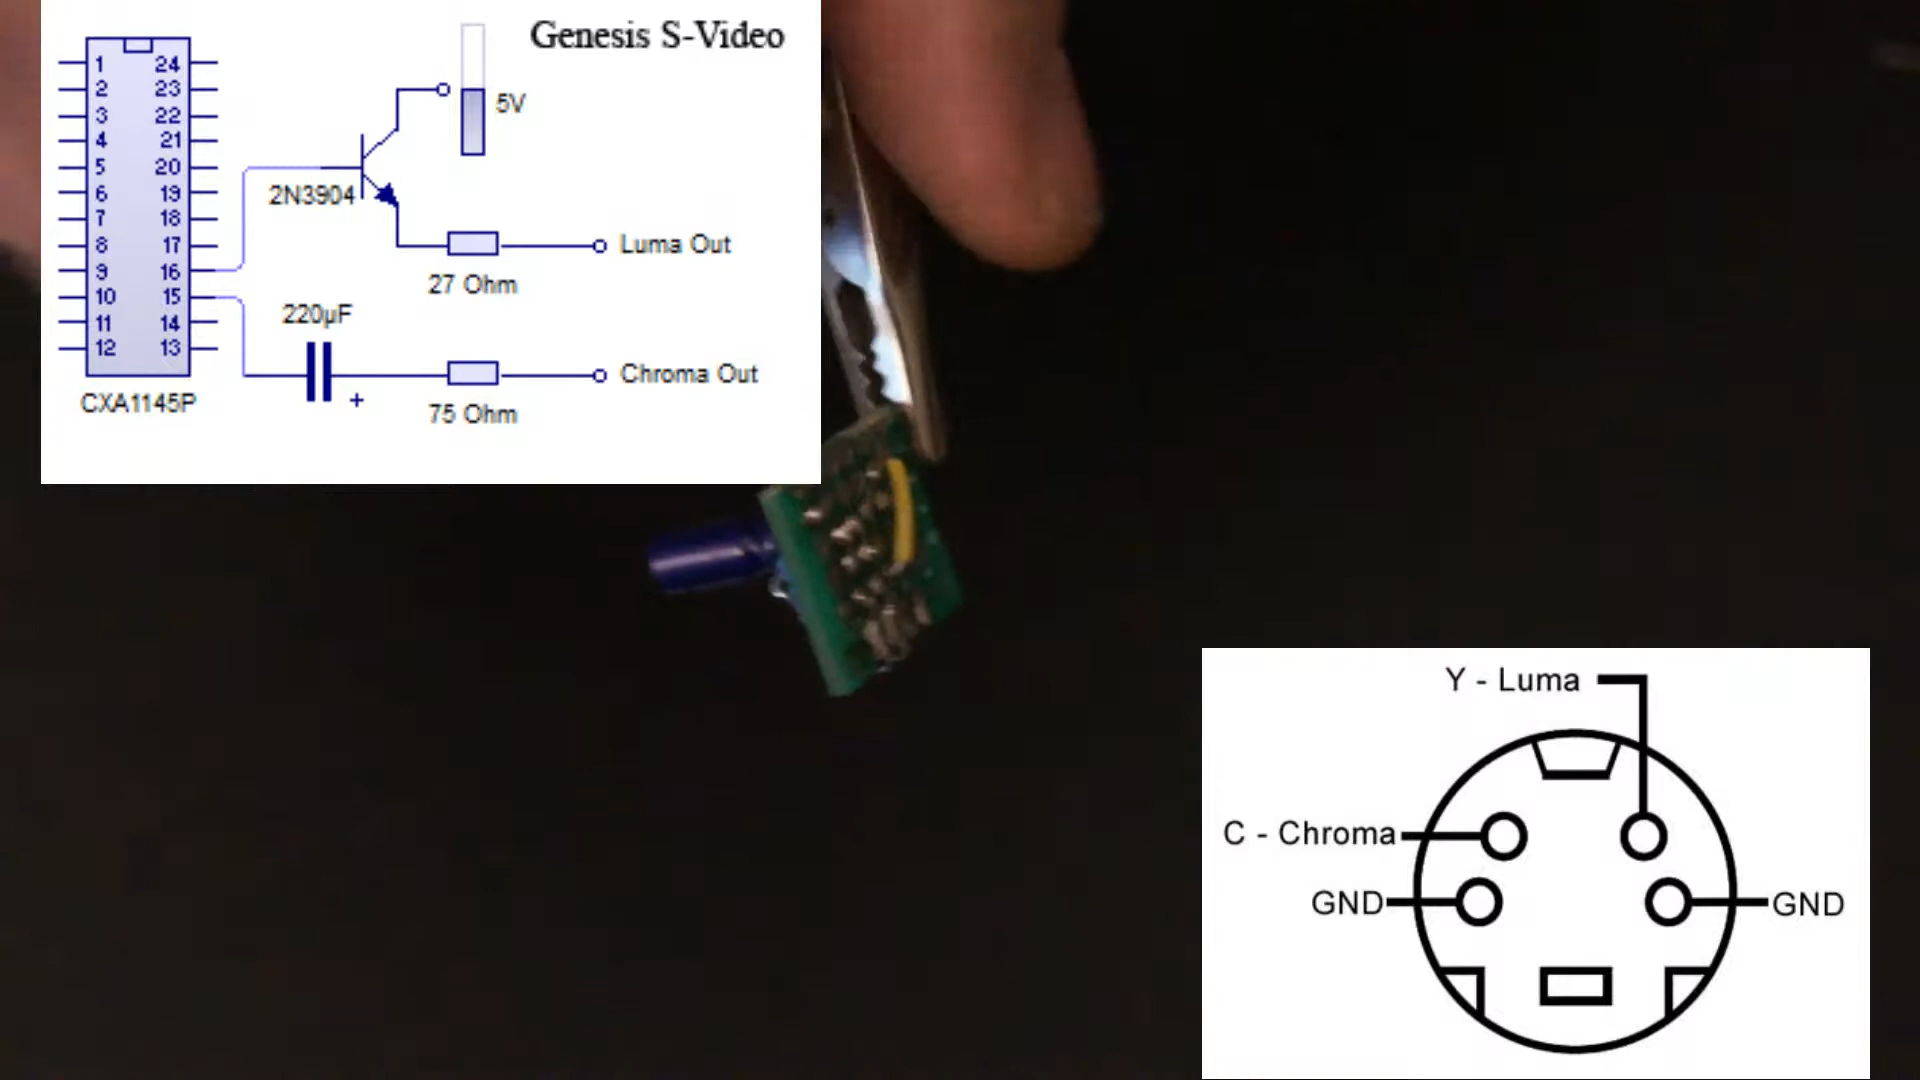 Genesis S-Video
1 24
2 23
3 22
4 21
5 20
6 19
7 18
8 17
9 16
10 15
11 14
12 13
CXA1145P
5V
2N3904
Luma Out
27 Ohm
220µF
+
Chroma Out
75 Ohm
Y - Luma
C - Chroma
GND
GND